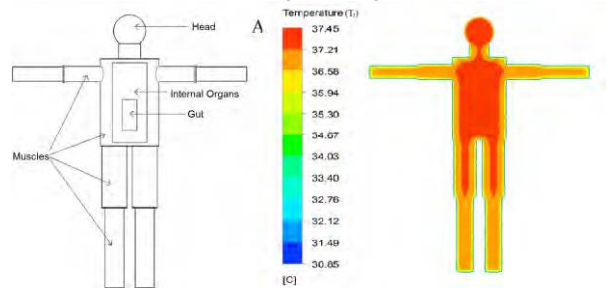 Head
Internal Organs
Gut
Muscles
A
Temperature (Tt)
37.45
37.21
36.58
35.94
35.30
34.67
34.03
33.40
32.76
32.12
31.49
30.85
[C]